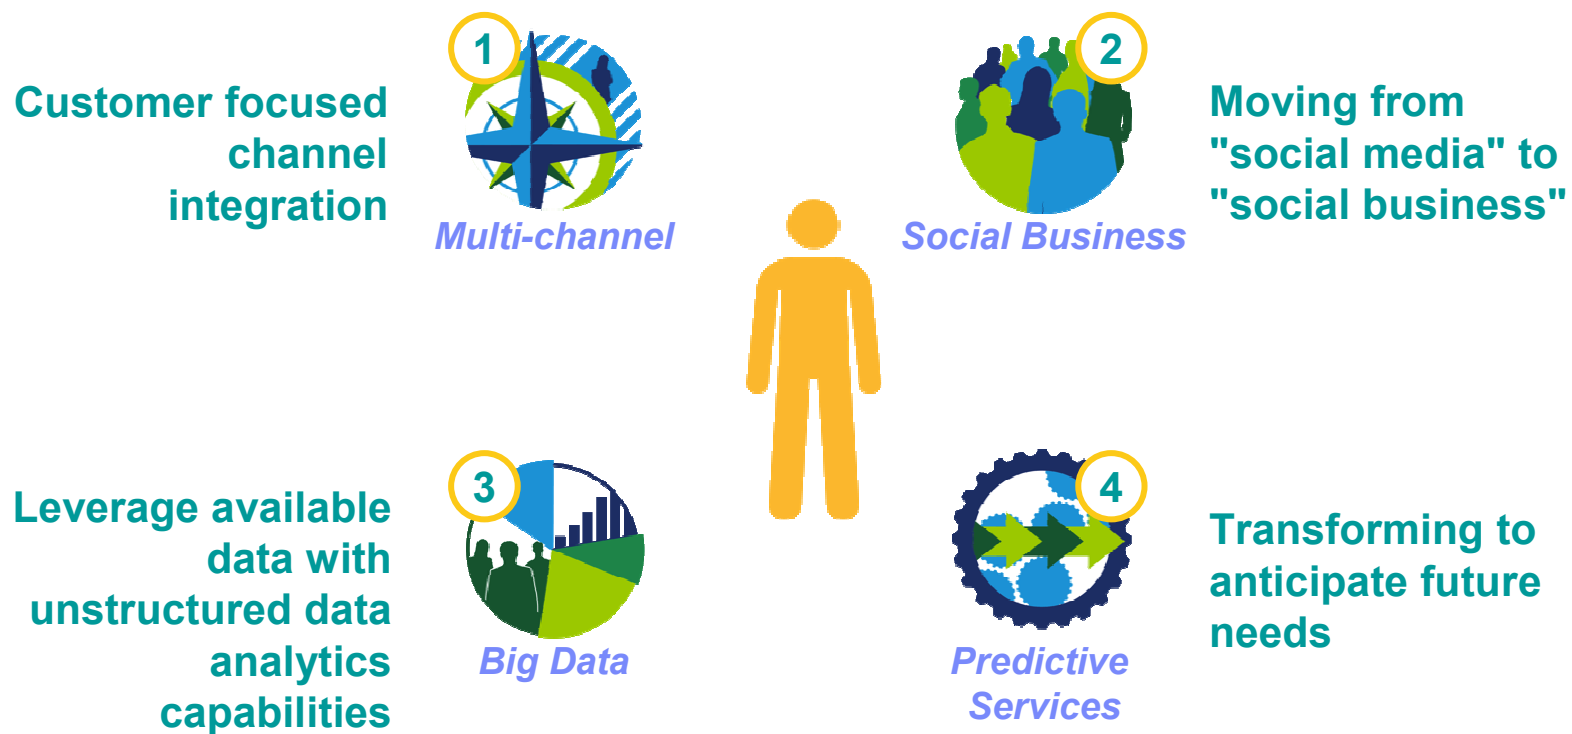 1
Customer focused
channel
integration
Multi-channel
2
Moving from
"social media" to
"social business"
Social Business
3
Leverage available
data with
unstructured data
analytics
capabilities
Big Data
4
Transforming to
anticipate future
needs
Predictive
Services